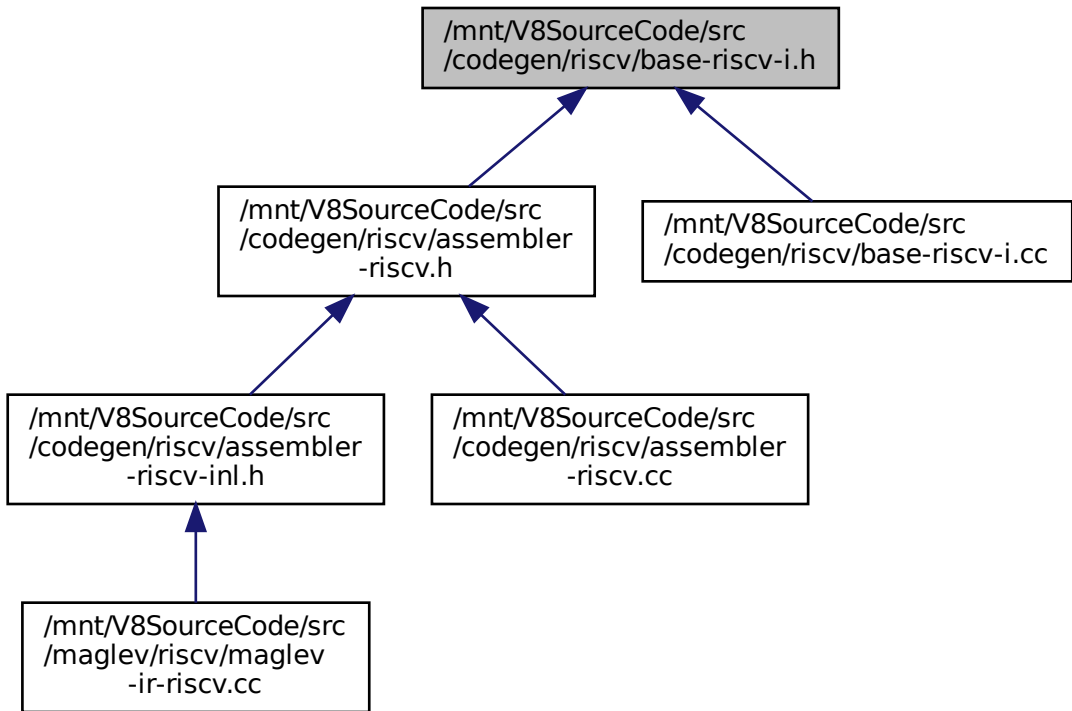 /mnt/V8SourceCode/src
/codegen/riscv/base-riscv-i.h
/mnt/V8SourceCode/src
/codegen/riscv/assembler
-riscv.h
/mnt/V8SourceCode/src
/codegen/riscv/base-riscv-i.cc
/mnt/V8SourceCode/src
/codegen/riscv/assembler
-riscv-inl.h
/mnt/V8SourceCode/src
/codegen/riscv/assembler
-riscv.cc
/mnt/V8SourceCode/src
/maglev/riscv/maglev
-ir-riscv.cc